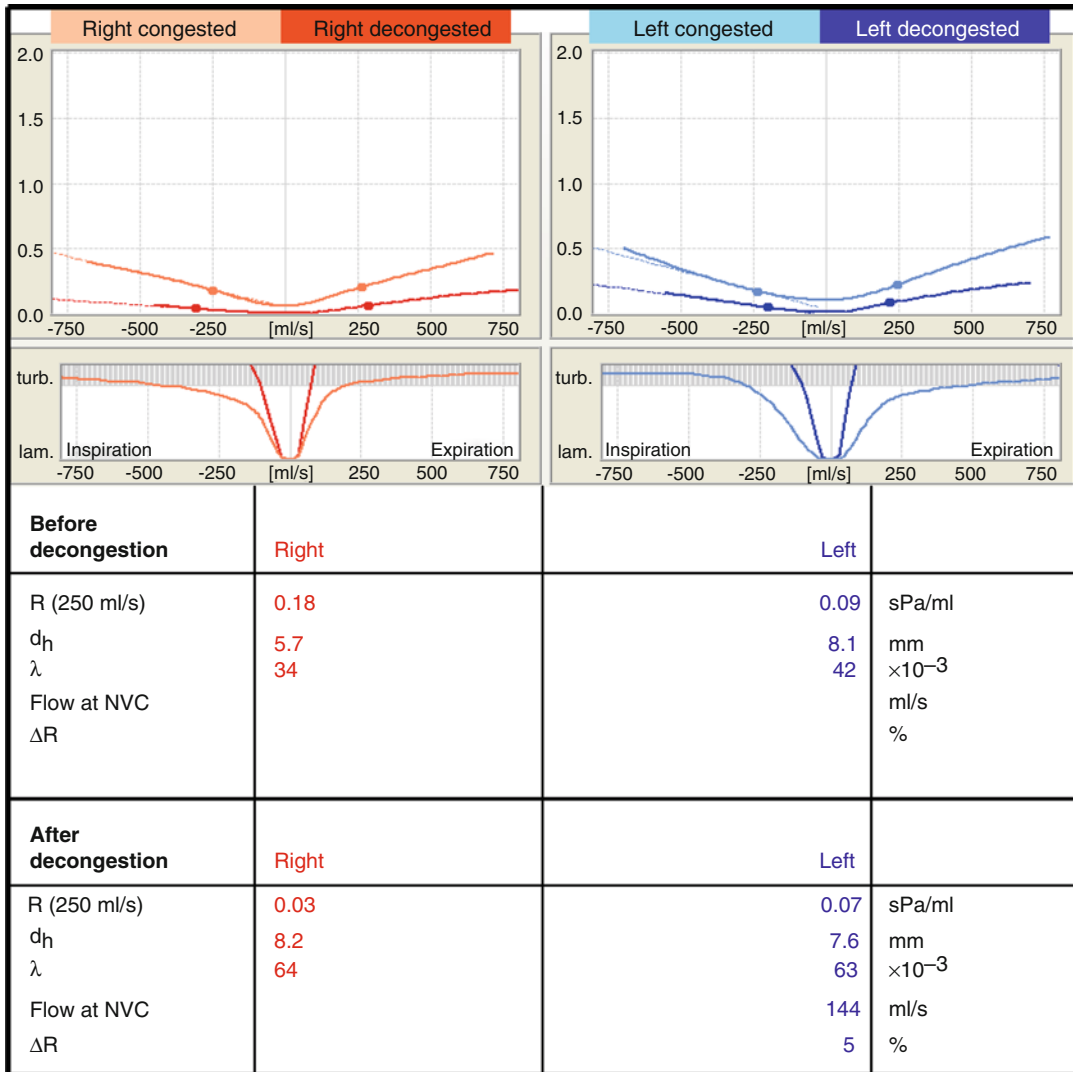 Right congested Right decongested Left congested Left decongested
2.0 2.0
1.5 1.5
1.0 1.0
0.5 0.5
0.0 0.0
-750 -500 -250 [ml/s] 250 500 750 -750 -500 -250 [ml/s] 250 500 750
turb. turb.
lam. Inspiration Expiration lam. Inspiration Expiration
-750 -500 -250 [ml/s] 250 500 750 -750 -500 -250 [ml/s] 250 500 750
Before
decongestion Right Left
R (250 ml/s) 0.18 0.09 sPa/ml
dh 5.7 8.1 mm
λ 34 42 ×10–3
Flow at NVC ml/s
ΔR %
After
decongestion Right Left
R (250 ml/s) 0.03 0.07 sPa/ml
dh 8.2 7.6 mm
λ 64 63 ×10–3
Flow at NVC 144 ml/s
ΔR 5 %